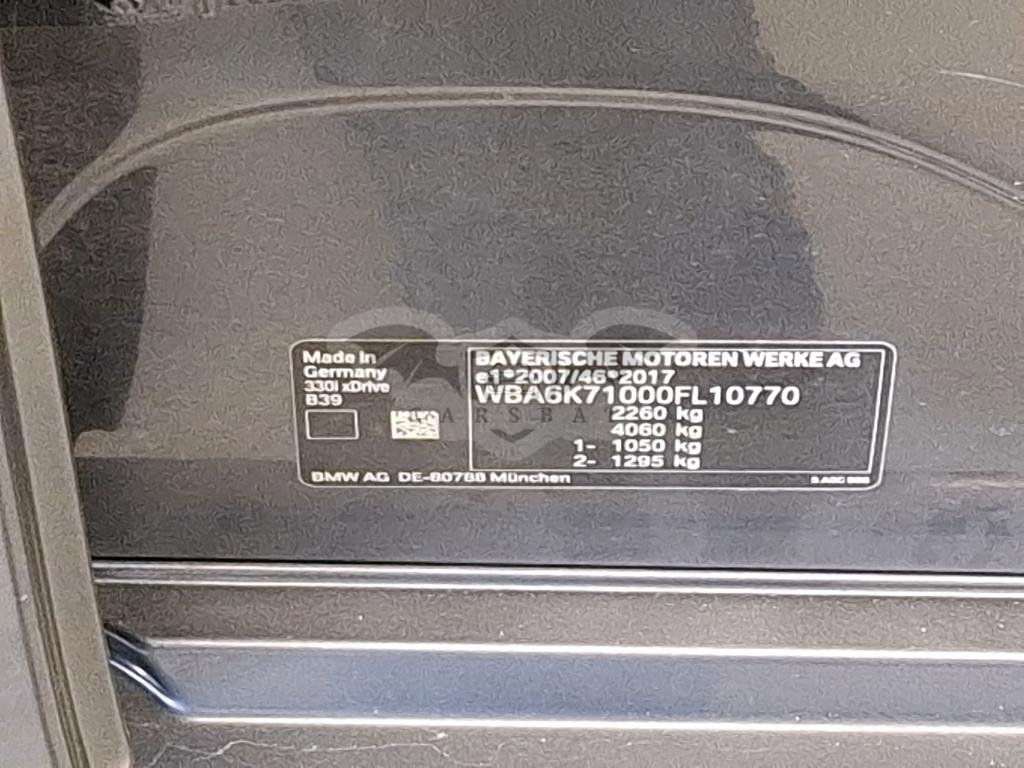 Made in
Germany
330i xDrive
B39
BAYERISCHE MOTOREN WERKE AG
e1*2007/46*2017
WBA6K71000FL10770
2260 kg
4060 kg
1- 1050 kg
2- 1295 kg
BMW AG DE-80788 München